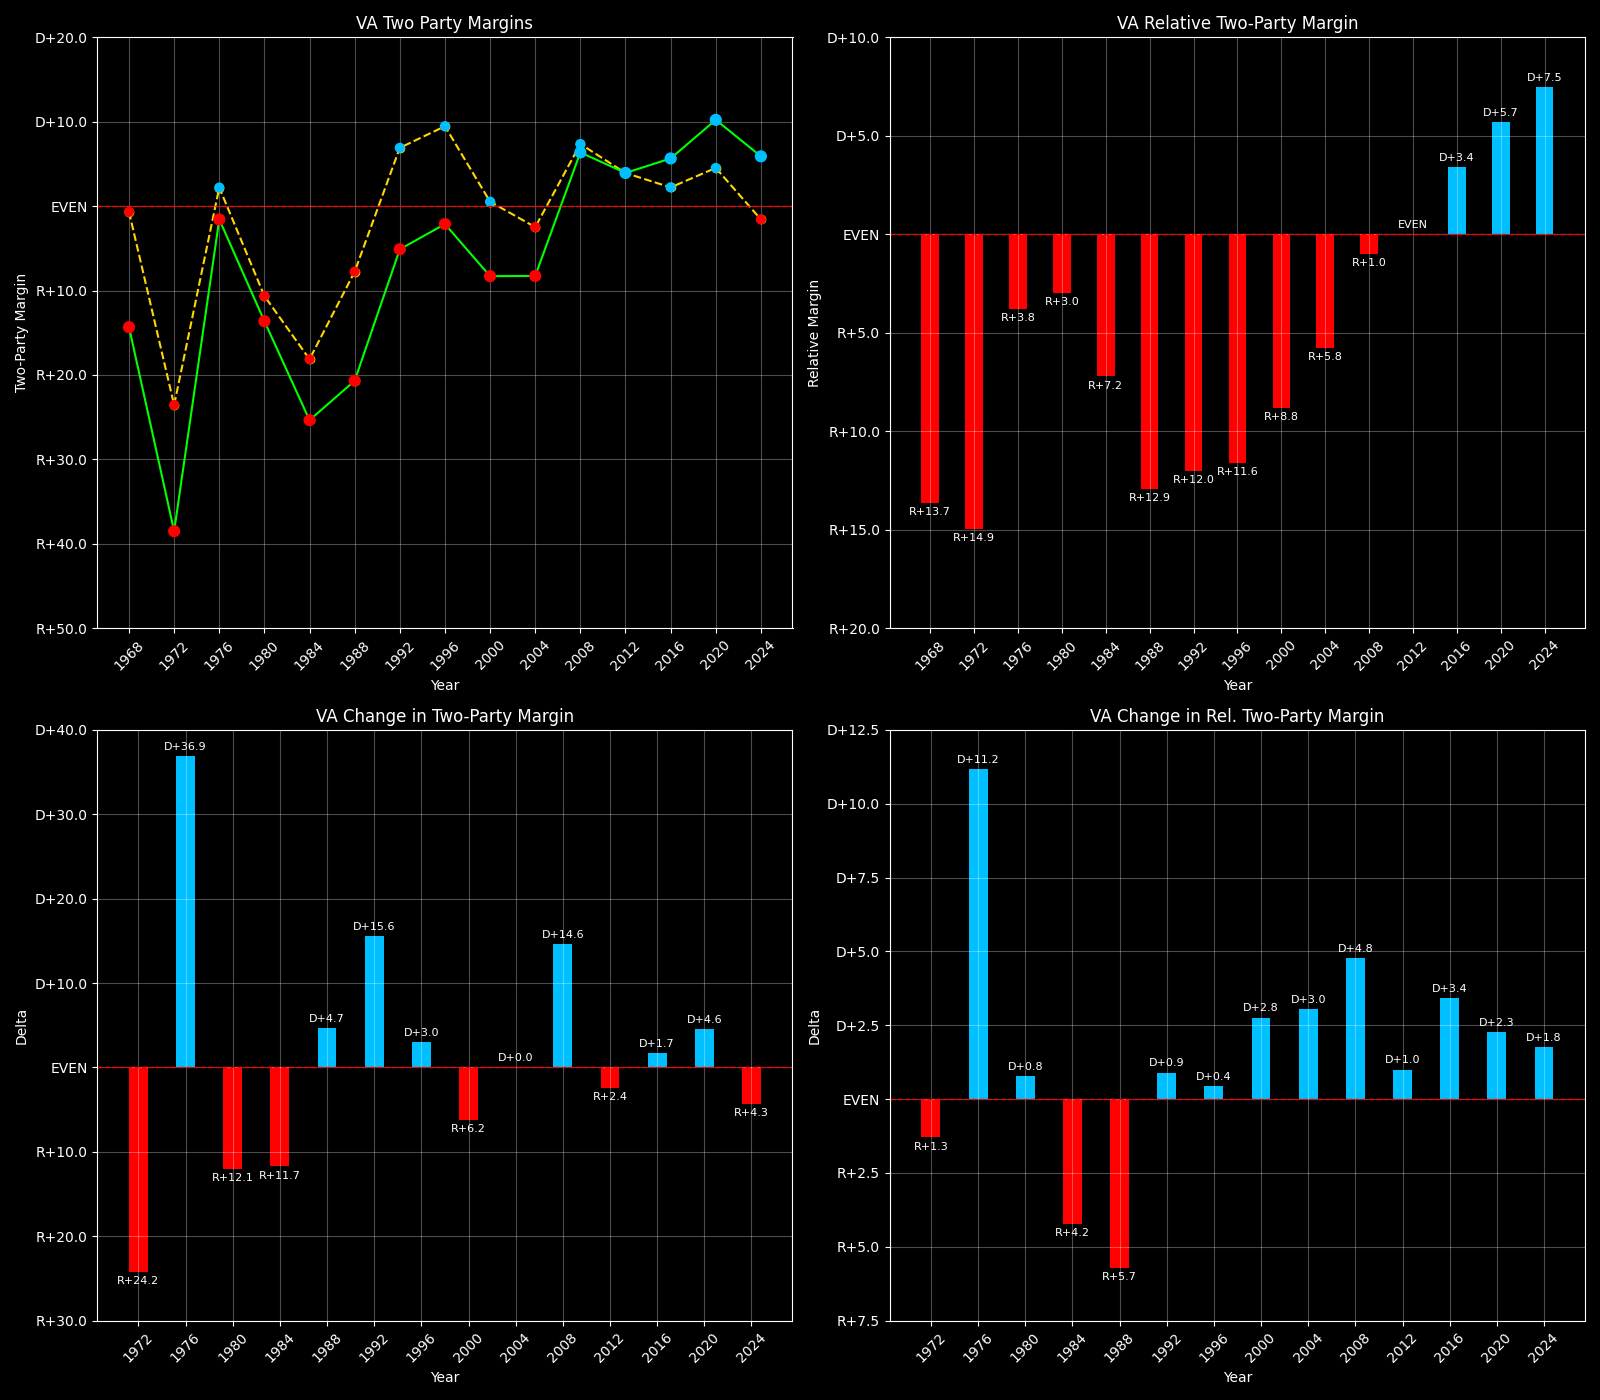 VA Two Party Margins
D+20.0
D+10.0
EVEN
R+10.0
R+20.0
R+30.0
R+40.0
R+50.0
Two-Party Margin
1968 1972 1976 1980 1984 1988 1992 1996 2000 2004 2008 2012 2016 2020 2024
Year
VA Relative Two-Party Margin
D+10.0
D+5.0
EVEN
R+5.0
R+10.0
R+15.0
R+20.0
Relative Margin
R+13.7
R+14.9
R+3.8
R+3.0
R+7.2
R+12.9
R+12.0
R+11.6
R+8.8
R+5.8
R+1.0
EVEN
D+3.4
D+5.7
D+7.5
1968 1972 1976 1980 1984 1988 1992 1996 2000 2004 2008 2012 2016 2020 2024
Year
VA Change in Two-Party Margin
D+40.0
D+30.0
D+20.0
D+10.0
EVEN
R+10.0
R+20.0
R+30.0
Delta
R+24.2
D+36.9
R+12.1
R+11.7
D+4.7
D+15.6
D+3.0
R+6.2
D+0.0
D+14.6
R+2.4
D+1.7
D+4.6
R+4.3
1972 1976 1980 1984 1988 1992 1996 2000 2004 2008 2012 2016 2020 2024
Year
VA Change in Rel. Two-Party Margin
D+12.5
D+10.0
D+7.5
D+5.0
D+2.5
EVEN
R+2.5
R+5.0
R+7.5
Delta
R+1.3
D+11.2
D+0.8
R+4.2
R+5.7
D+0.9
D+0.4
D+2.8
D+3.0
D+4.8
D+1.0
D+3.4
D+2.3
D+1.8
1972 1976 1980 1984 1988 1992 1996 2000 2004 2008 2012 2016 2020 2024
Year